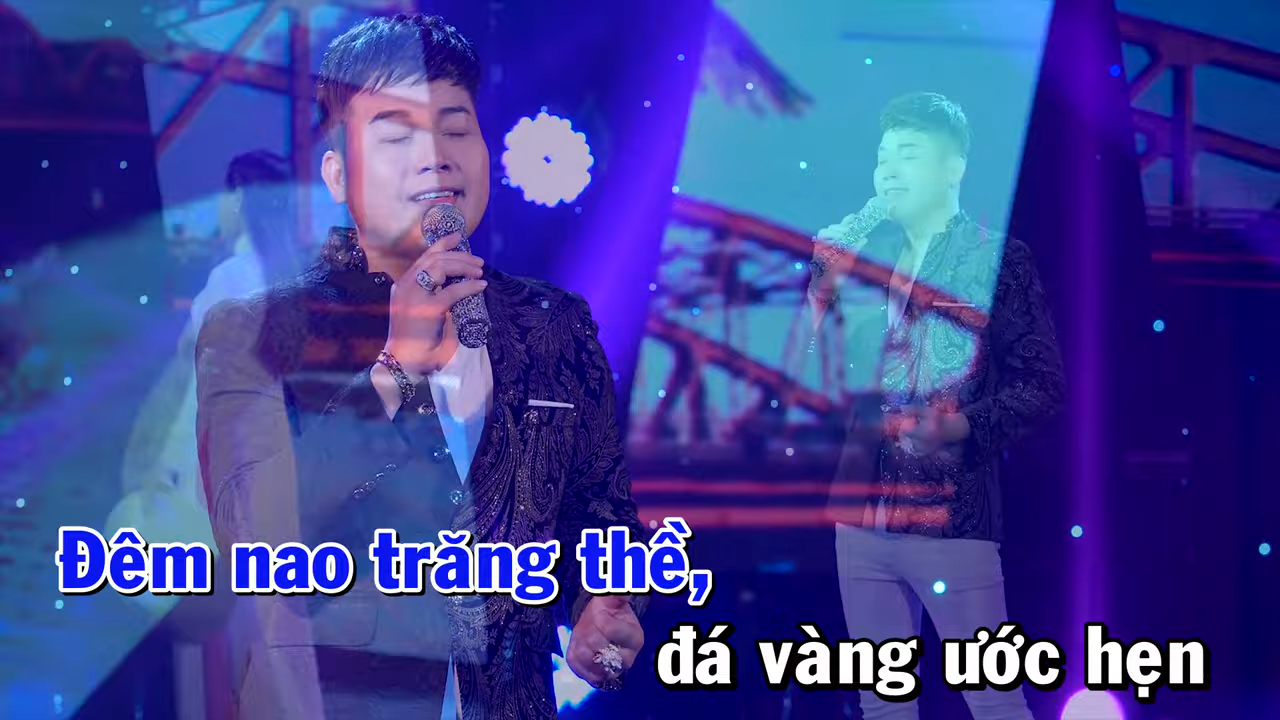 Đêm nao trăng thề,
đá vàng ước hẹn